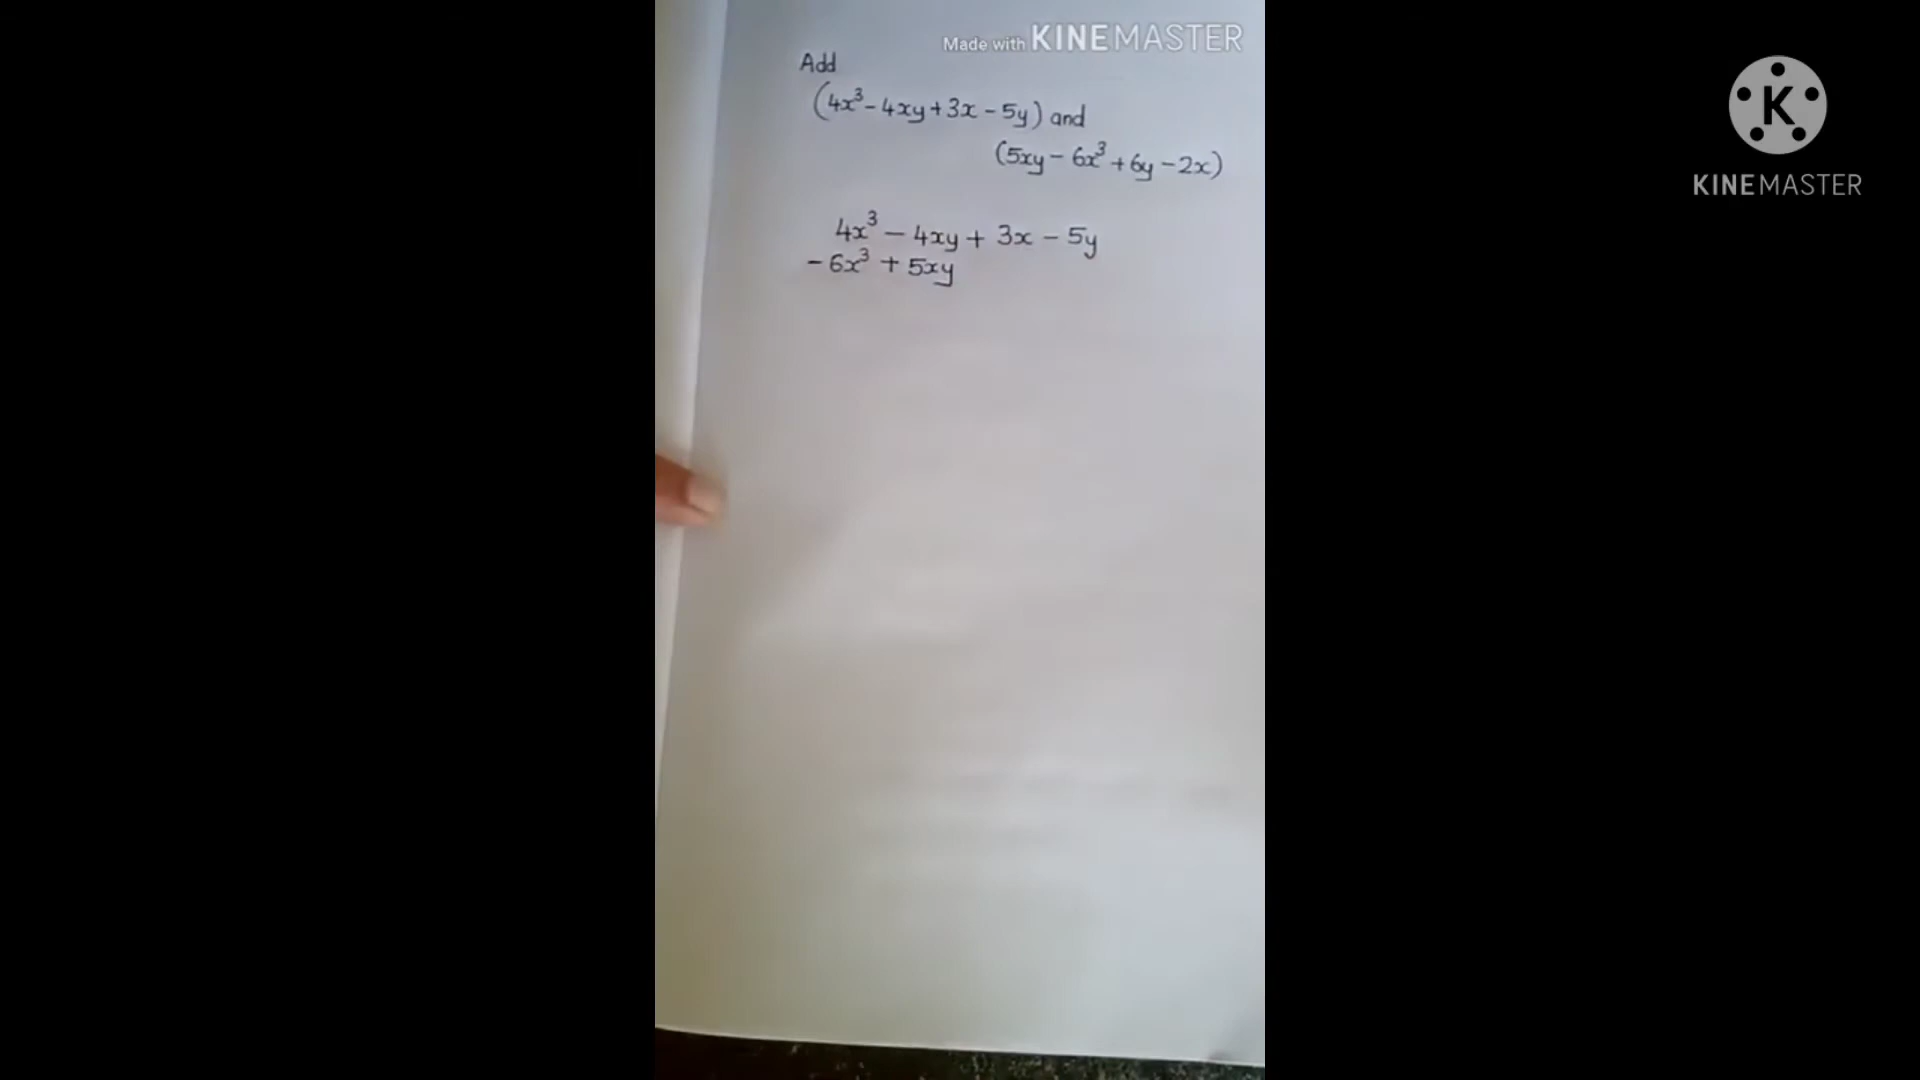 Made with KINEMASTER
Add
(4x³ - 4xy + 3x - 5y) and
(5xy - 6x³ + 6y - 2x)
4x³ - 4xy + 3x - 5y
- 6x³ + 5xy
K
KINEMASTER